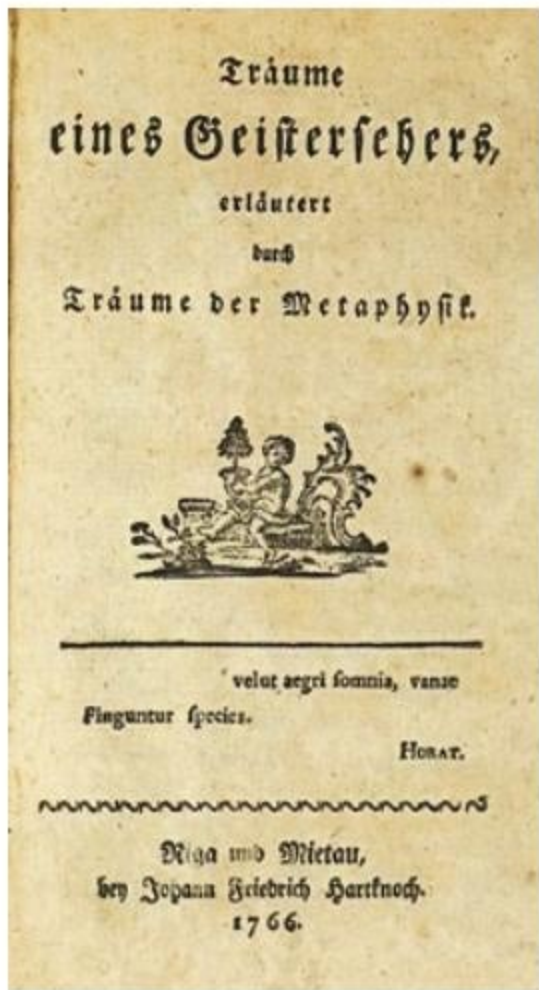 Träume
eines Geistersehers,
erläutert
durch
Träume der Metaphysik.
velut aegri somnia, vanae
Finguntur species.
HORAT.
Riga und Mietau,
bey Johann Friedrich Hartknoch.
1766.